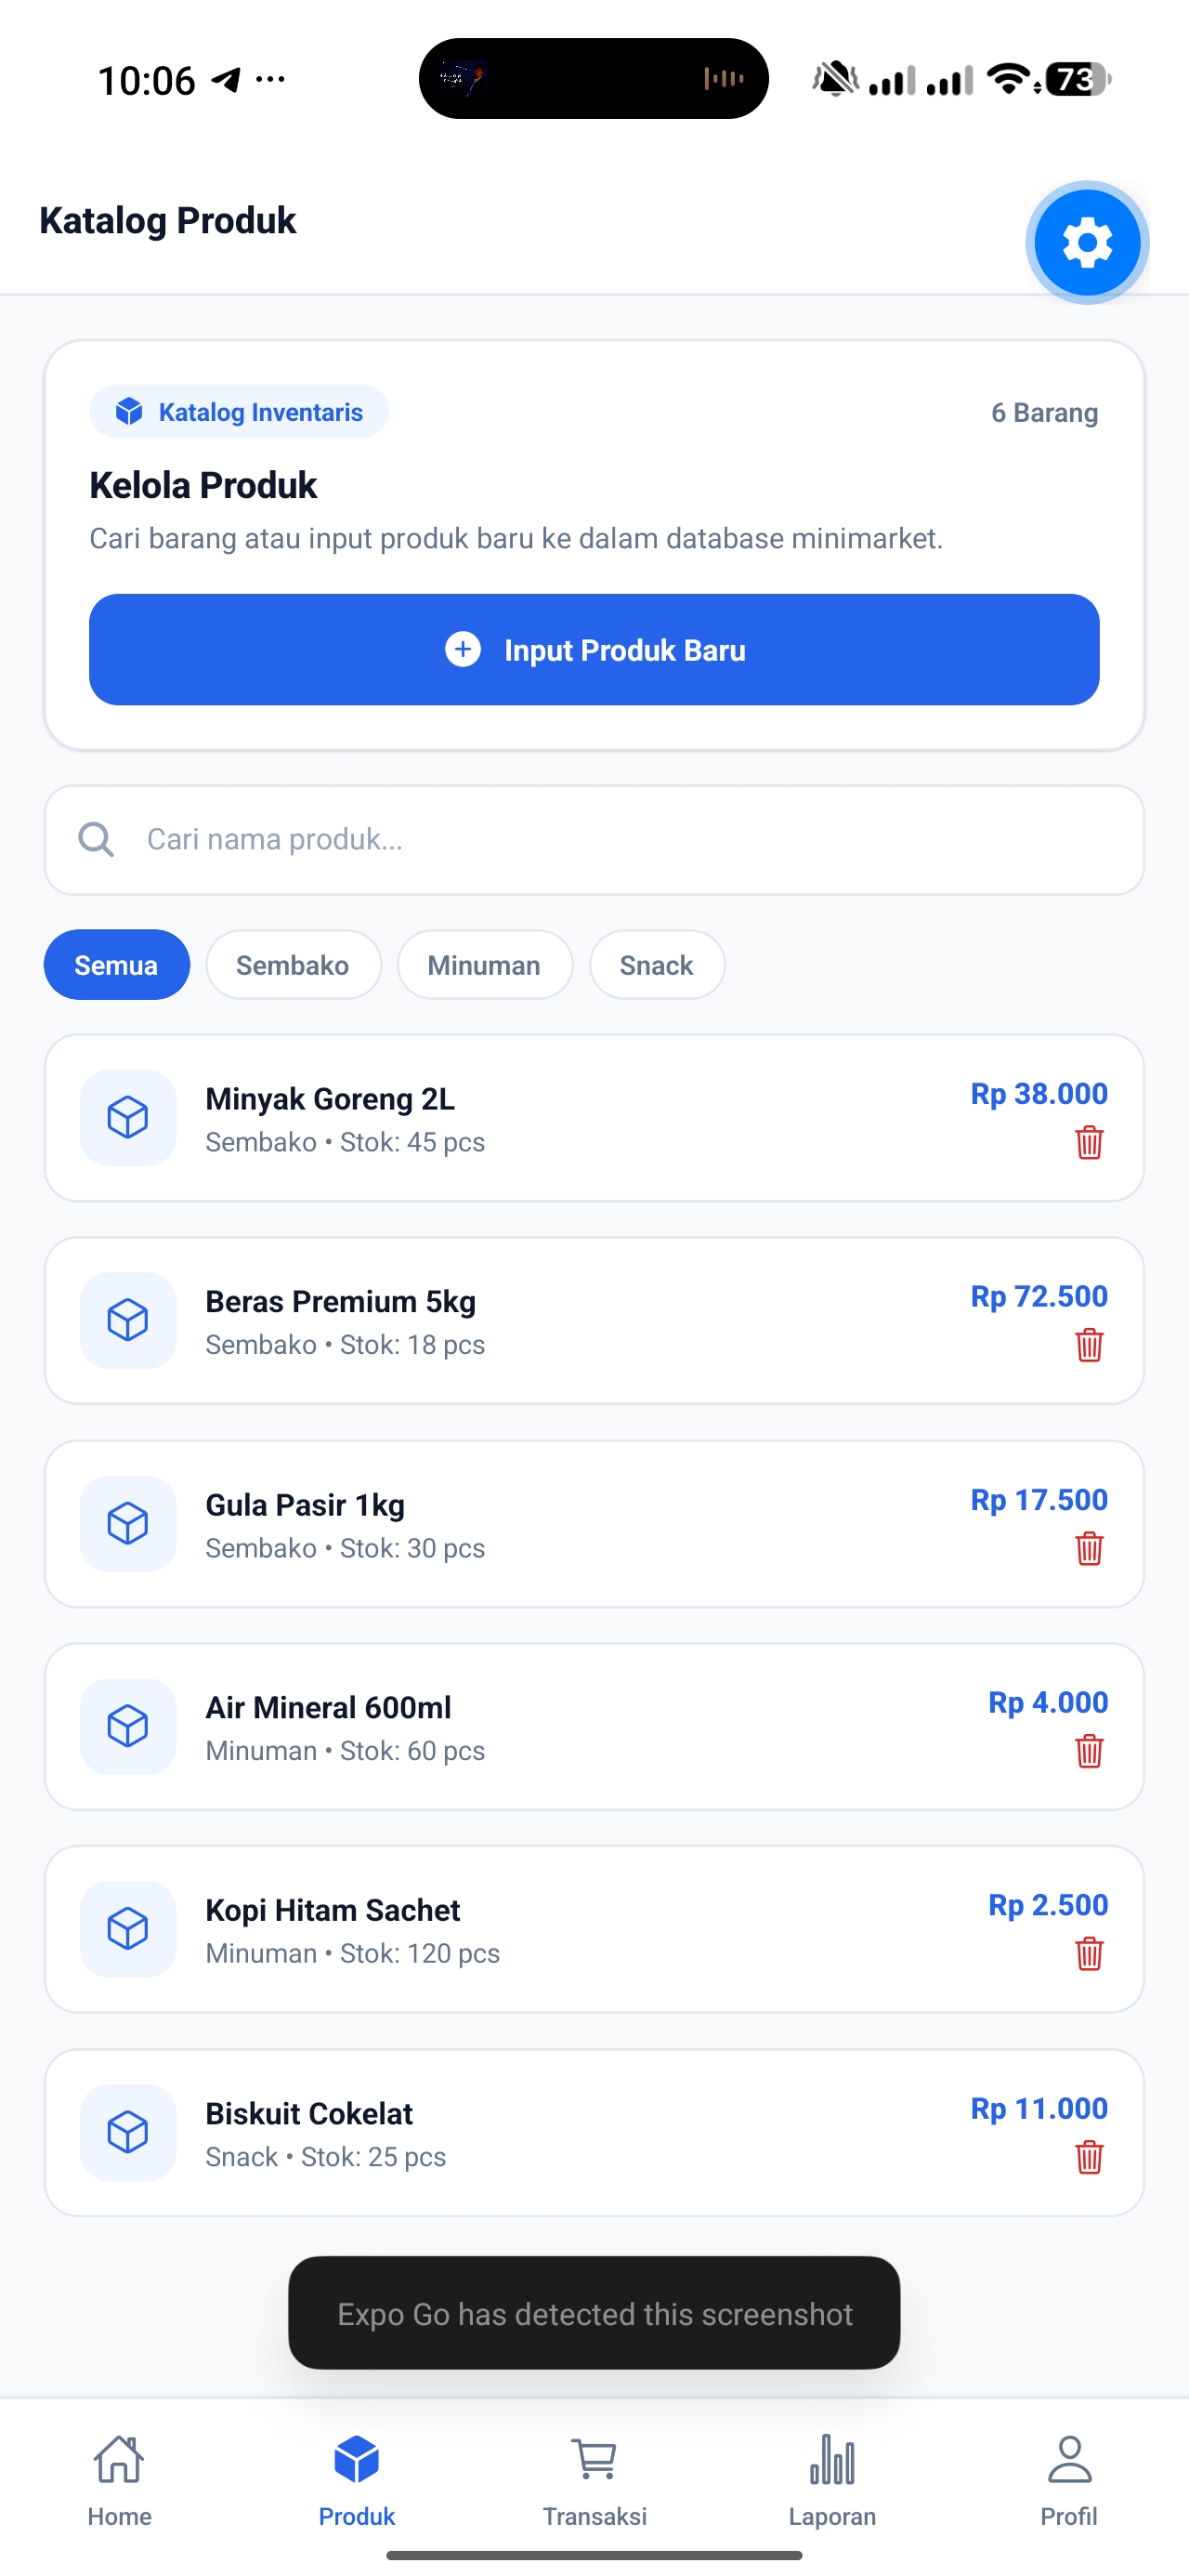 10:06
73
Katalog Produk
Katalog Inventaris
6 Barang
Kelola Produk
Cari barang atau input produk baru ke dalam database minimarket.
Input Produk Baru
Cari nama produk...
Semua
Sembako
Minuman
Snack
Minyak Goreng 2L
Rp 38.000
Sembako • Stok: 45 pcs
Beras Premium 5kg
Rp 72.500
Sembako • Stok: 18 pcs
Gula Pasir 1kg
Rp 17.500
Sembako • Stok: 30 pcs
Air Mineral 600ml
Rp 4.000
Minuman • Stok: 60 pcs
Kopi Hitam Sachet
Rp 2.500
Minuman • Stok: 120 pcs
Biskuit Cokelat
Rp 11.000
Snack • Stok: 25 pcs
Expo Go has detected this screenshot
Home
Produk
Transaksi
Laporan
Profil